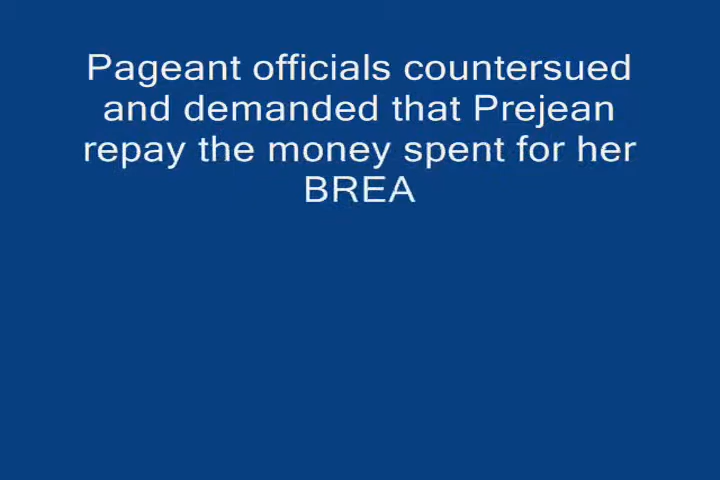 Pageant officials countersued
and demanded that Prejean
repay the money spent for her
BREA